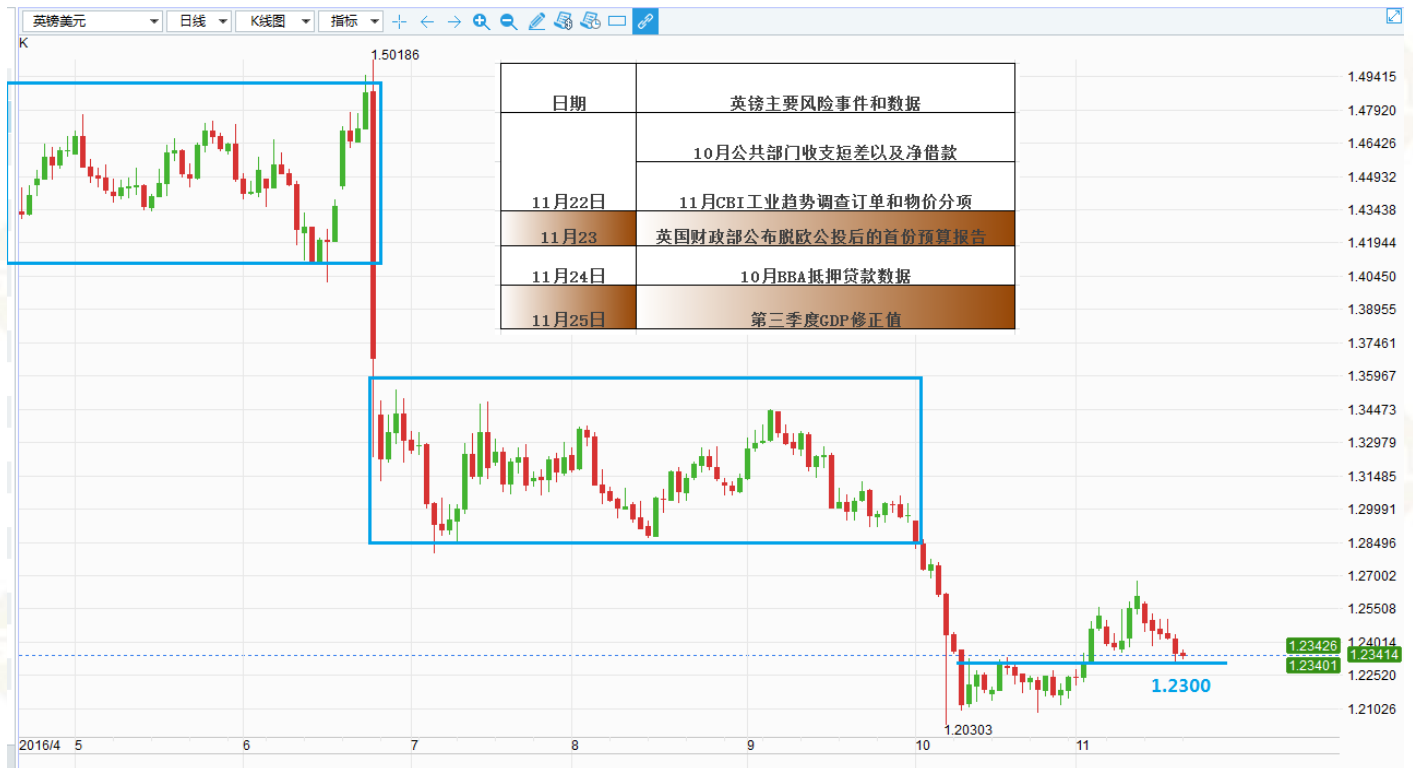 英镑美元 日线 K线图 指标
K
1.50186
日期 英镑主要风险事件和数据
10月公共部门收支短差以及净借款
11月22日 11月CBI工业趋势调查订单和物价分项
11月23 英国财政部公布脱欧公投后的首份预算报告
11月24日 10月BBA抵押贷款数据
11月25日 第三季度GDP修正值
1.49415
1.47920
1.46426
1.44932
1.43438
1.41944
1.40450
1.38955
1.37461
1.35967
1.34473
1.32979
1.31485
1.29991
1.28496
1.27002
1.25508
1.24014
1.23426
1.23414
1.23401
1.22520
1.2300
1.21026
1.20303
2016/4 5 6 7 8 9 10 11